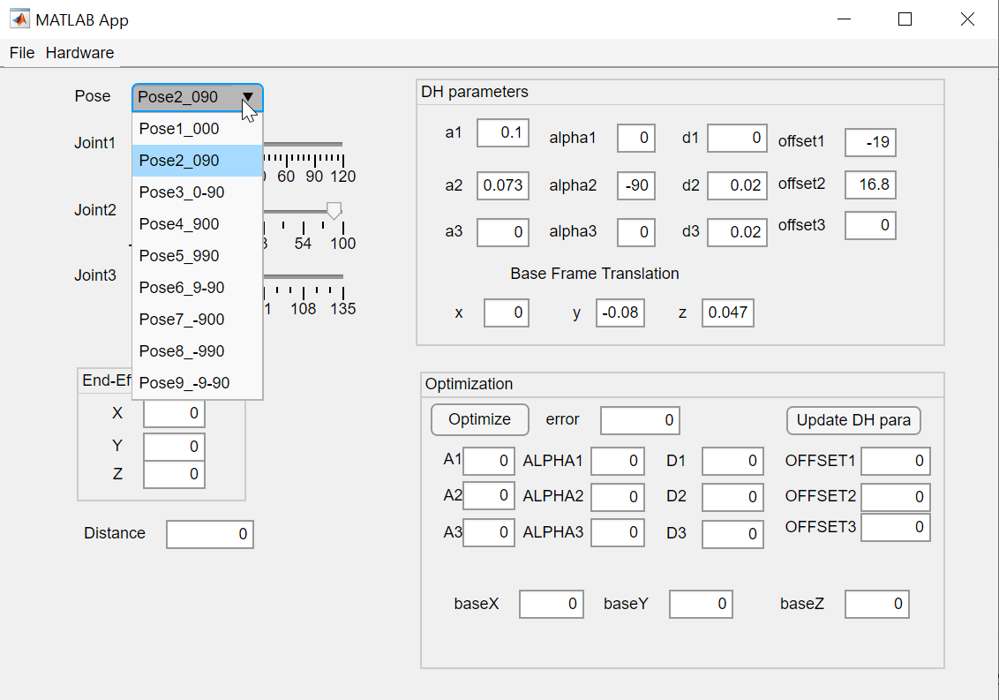 MATLAB App
File Hardware
Pose Pose2_090
Pose1_000
Pose2_090
Pose3_0-90
Pose4_900
Pose5_990
Pose6_9-90
Pose7_-900
Pose8_-990
Pose9_-9-90
Joint1
60 90 120
Joint2
54 100
Joint3
108 135
End-Ef
X 0
Y 0
Z 0
Distance 0
DH parameters
a1 0.1 alpha1 0 d1 0 offset1 -19
a2 0.073 alpha2 -90 d2 0.02 offset2 16.8
a3 0 alpha3 0 d3 0.02 offset3 0
Base Frame Translation
x 0 y -0.08 z 0.047
Optimization
Optimize error 0 Update DH para
A1 0 ALPHA1 0 D1 0 OFFSET1 0
A2 0 ALPHA2 0 D2 0 OFFSET2 0
A3 0 ALPHA3 0 D3 0 OFFSET3 0
baseX 0 baseY 0 baseZ 0